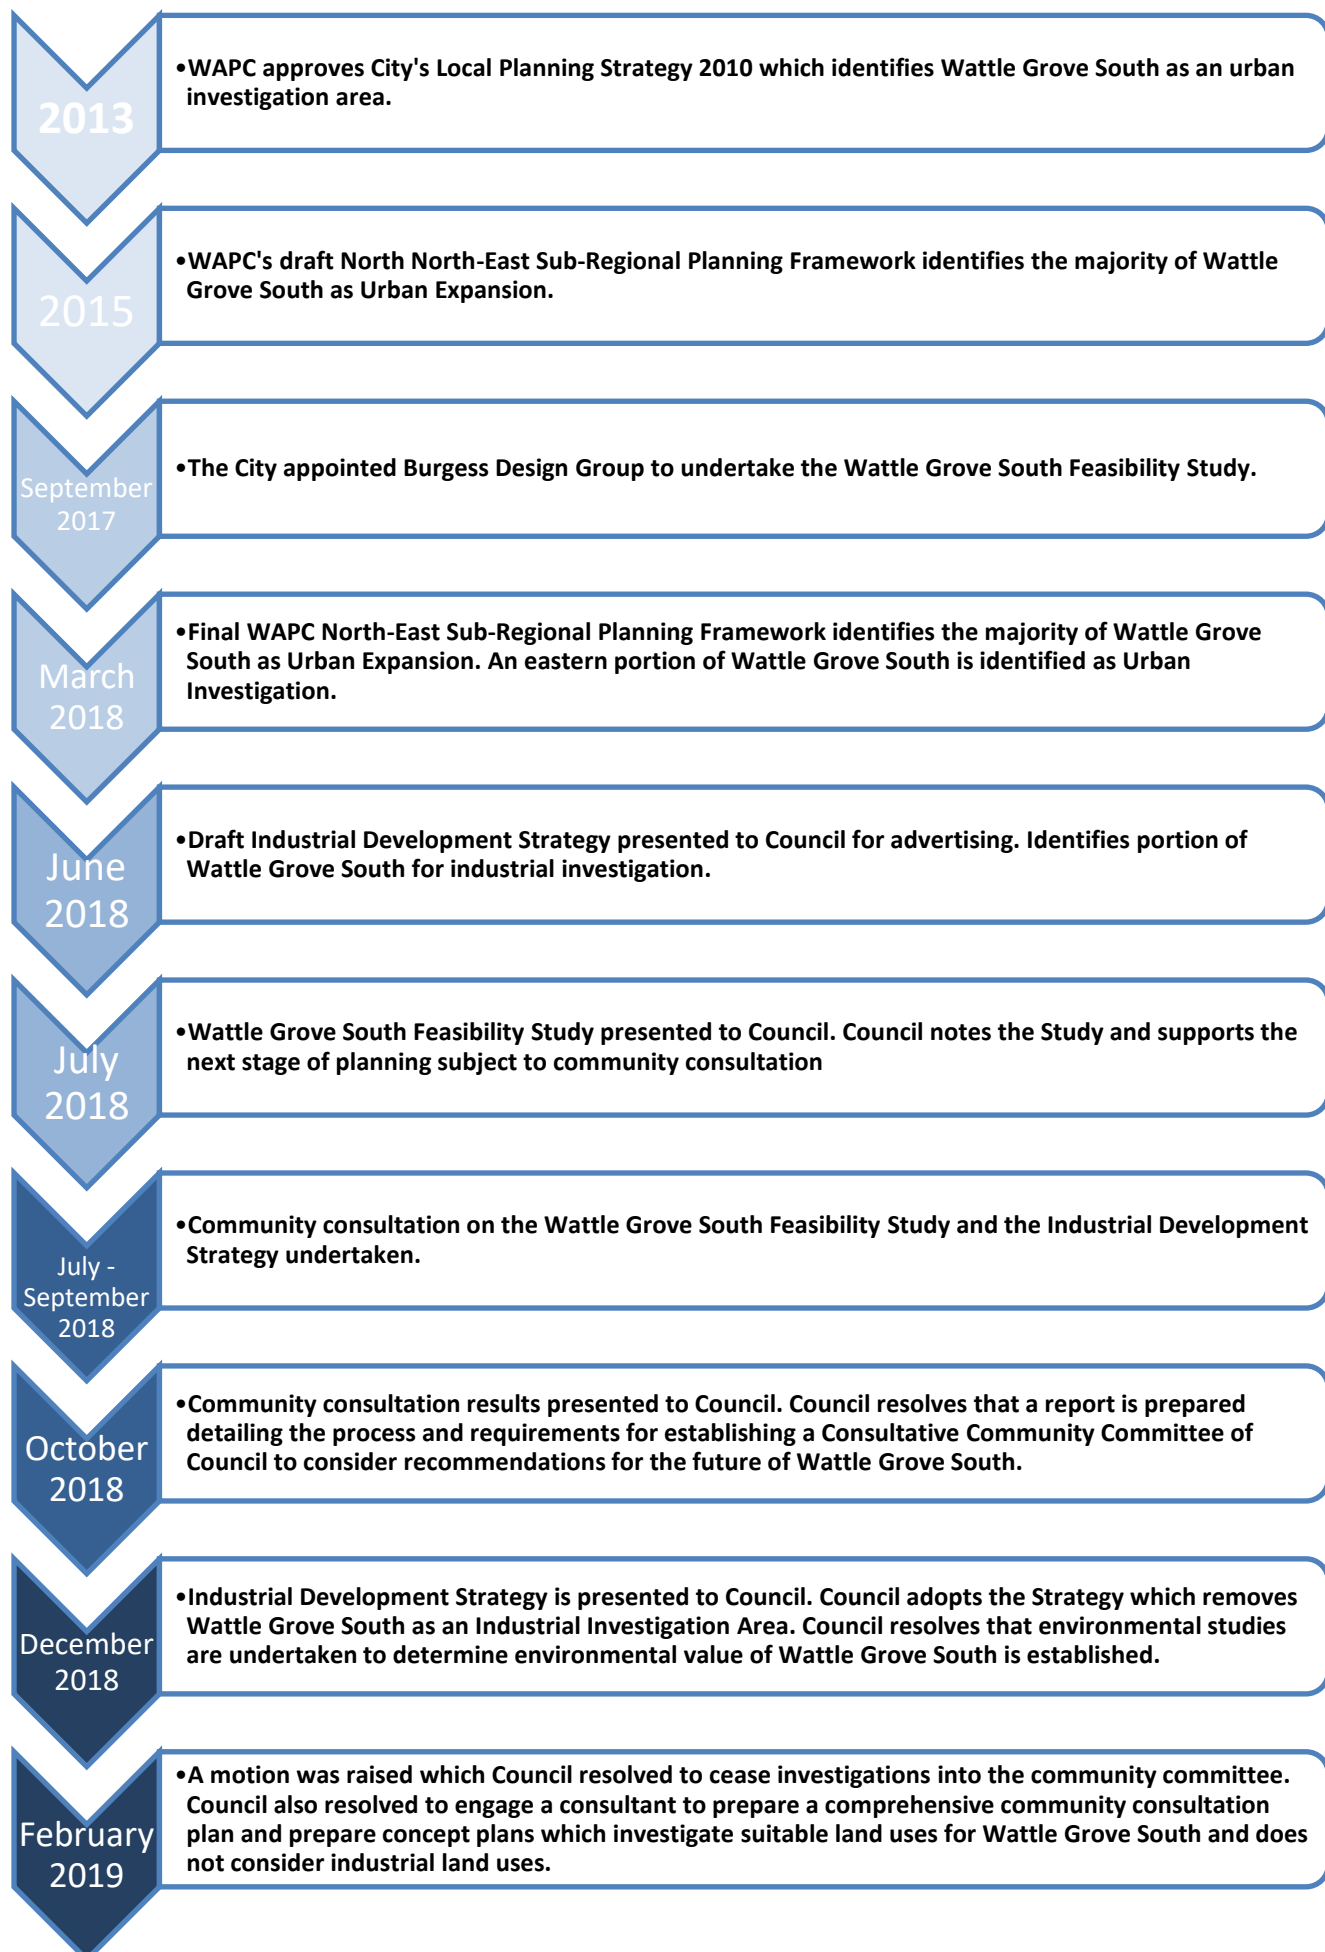 2013
•WAPC approves City's Local Planning Strategy 2010 which identifies Wattle Grove South as an urban
investigation area.
2015
•WAPC's draft North North-East Sub-Regional Planning Framework identifies the majority of Wattle
Grove South as Urban Expansion.
September
2017
•The City appointed Burgess Design Group to undertake the Wattle Grove South Feasibility Study.
March
2018
•Final WAPC North-East Sub-Regional Planning Framework identifies the majority of Wattle Grove
South as Urban Expansion. An eastern portion of Wattle Grove South is identified as Urban
Investigation.
June
2018
•Draft Industrial Development Strategy presented to Council for advertising. Identifies portion of
Wattle Grove South for industrial investigation.
July
2018
•Wattle Grove South Feasibility Study presented to Council. Council notes the Study and supports the
next stage of planning subject to community consultation
July -
September
2018
•Community consultation on the Wattle Grove South Feasibility Study and the Industrial Development
Strategy undertaken.
October
2018
•Community consultation results presented to Council. Council resolves that a report is prepared
detailing the process and requirements for establishing a Consultative Community Committee of
Council to consider recommendations for the future of Wattle Grove South.
December
2018
•Industrial Development Strategy is presented to Council. Council adopts the Strategy which removes
Wattle Grove South as an Industrial Investigation Area. Council resolves that environmental studies
are undertaken to determine environmental value of Wattle Grove South is established.
February
2019
•A motion was raised which Council resolved to cease investigations into the community committee.
Council also resolved to engage a consultant to prepare a comprehensive community consultation
plan and prepare concept plans which investigate suitable land uses for Wattle Grove South and does
not consider industrial land uses.